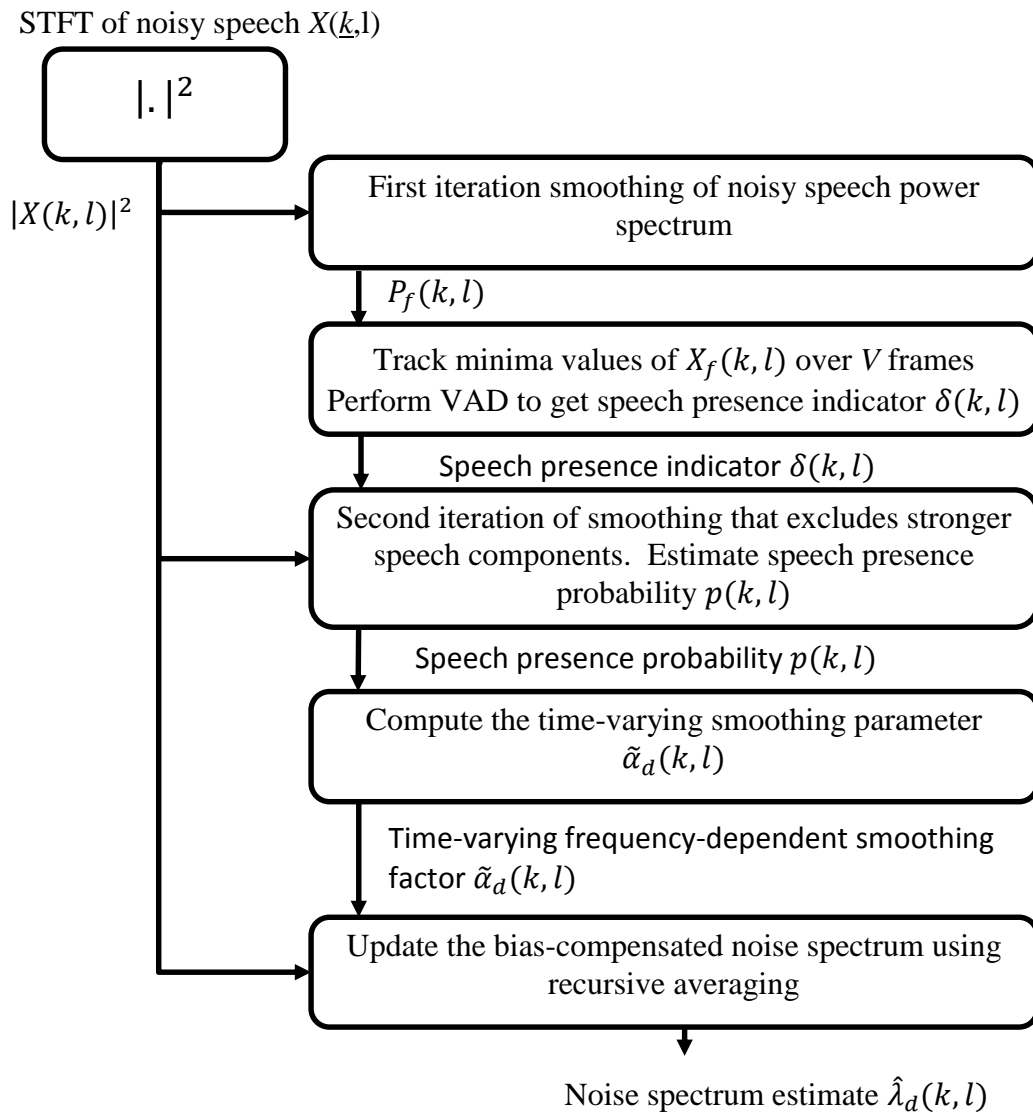 STFT of noisy speech X(k,l)
|.|²
|X(k, l)|²
First iteration smoothing of noisy speech power
spectrum
P_f(k, l)
Track minima values of X_f(k, l) over V frames
Perform VAD to get speech presence indicator δ(k, l)
Speech presence indicator δ(k, l)
Second iteration of smoothing that excludes stronger
speech components. Estimate speech presence
probability p(k, l)
Speech presence probability p(k, l)
Compute the time-varying smoothing parameter
α̃_d(k, l)
Time-varying frequency-dependent smoothing
factor α̃_d(k, l)
Update the bias-compensated noise spectrum using
recursive averaging
Noise spectrum estimate λ̂_d(k, l)